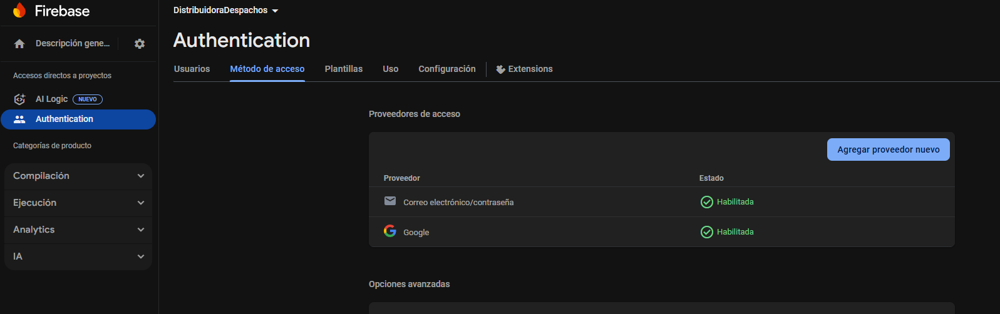 Firebase
Descripción gene...
Accesos directos a proyectos
AI Logic NUEVO
Authentication
Categorías de producto
Compilación
Ejecución
Analytics
IA
DistribuidoraDespachos
Authentication
Usuarios Método de acceso Plantillas Uso Configuración Extensions
Proveedores de acceso
Agregar proveedor nuevo
Proveedor Estado
Correo electrónico/contraseña Habilitada
Google Habilitada
Opciones avanzadas